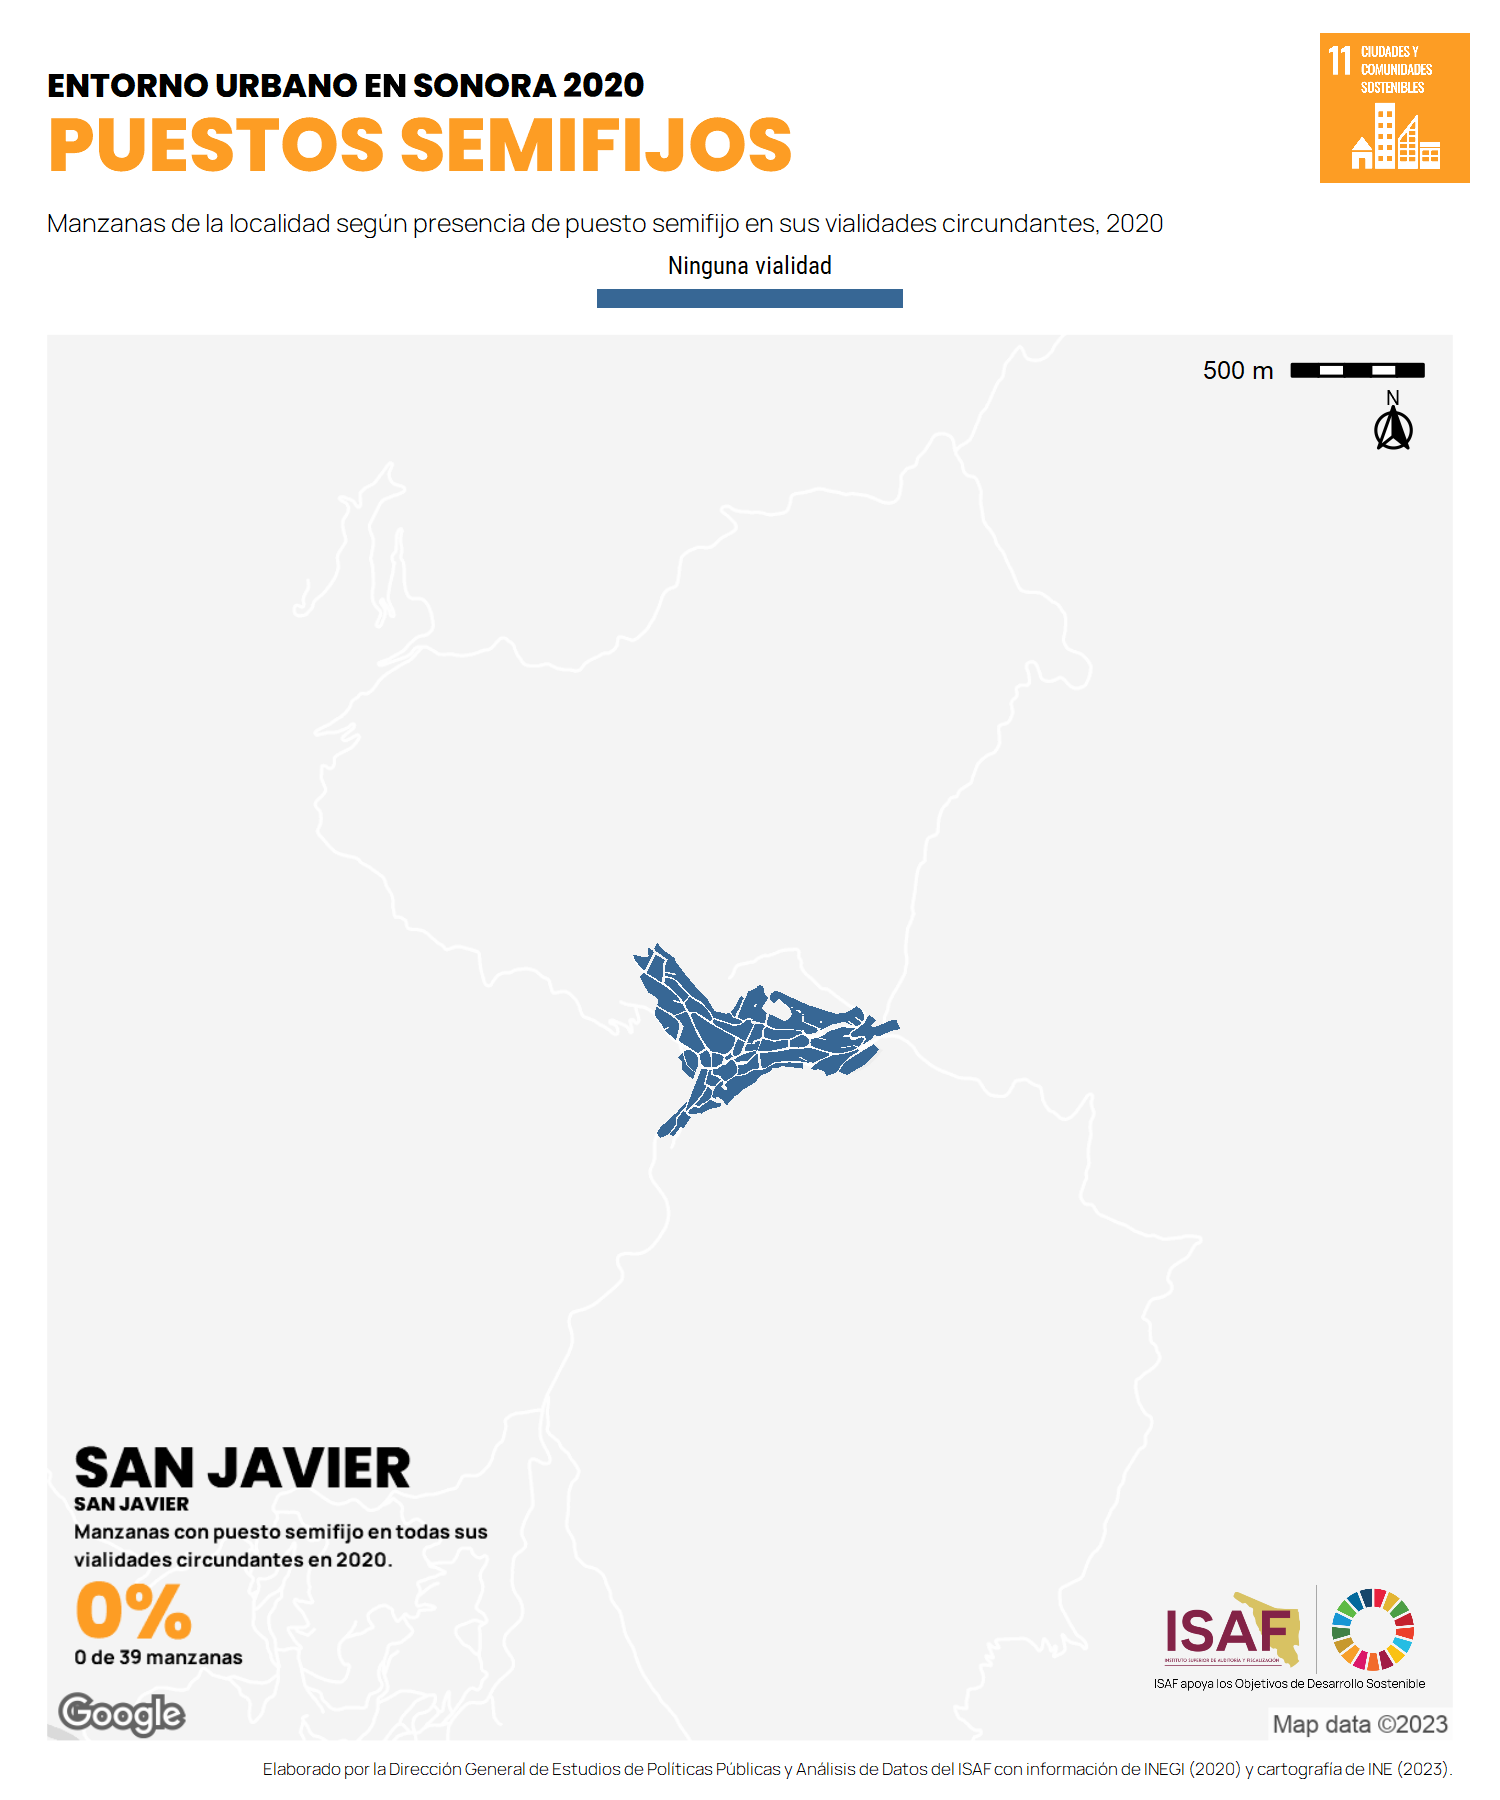 ENTORNO URBANO EN SONORA 2020
PUESTOS SEMIFIJOS
11 CIUDADES Y
COMUNIDADES
SOSTENIBLES
Manzanas de la localidad según presencia de puesto semifijo en sus vialidades circundantes, 2020
Ninguna vialidad
500 m
N
SAN JAVIER
SAN JAVIER
Manzanas con puesto semifijo en todas sus
vialidades circundantes en 2020.
0%
0 de 39 manzanas
ISAF
INSTITUTO SUPERIOR DE AUDITORÍA Y FISCALIZACIÓN
ISAF apoya los Objetivos de Desarrollo Sostenible
Google
Map data ©2023
Elaborado por la Dirección General de Estudios de Políticas Públicas y Análisis de Datos del ISAF con información de INEGI (2020) y cartografía de INE (2023).